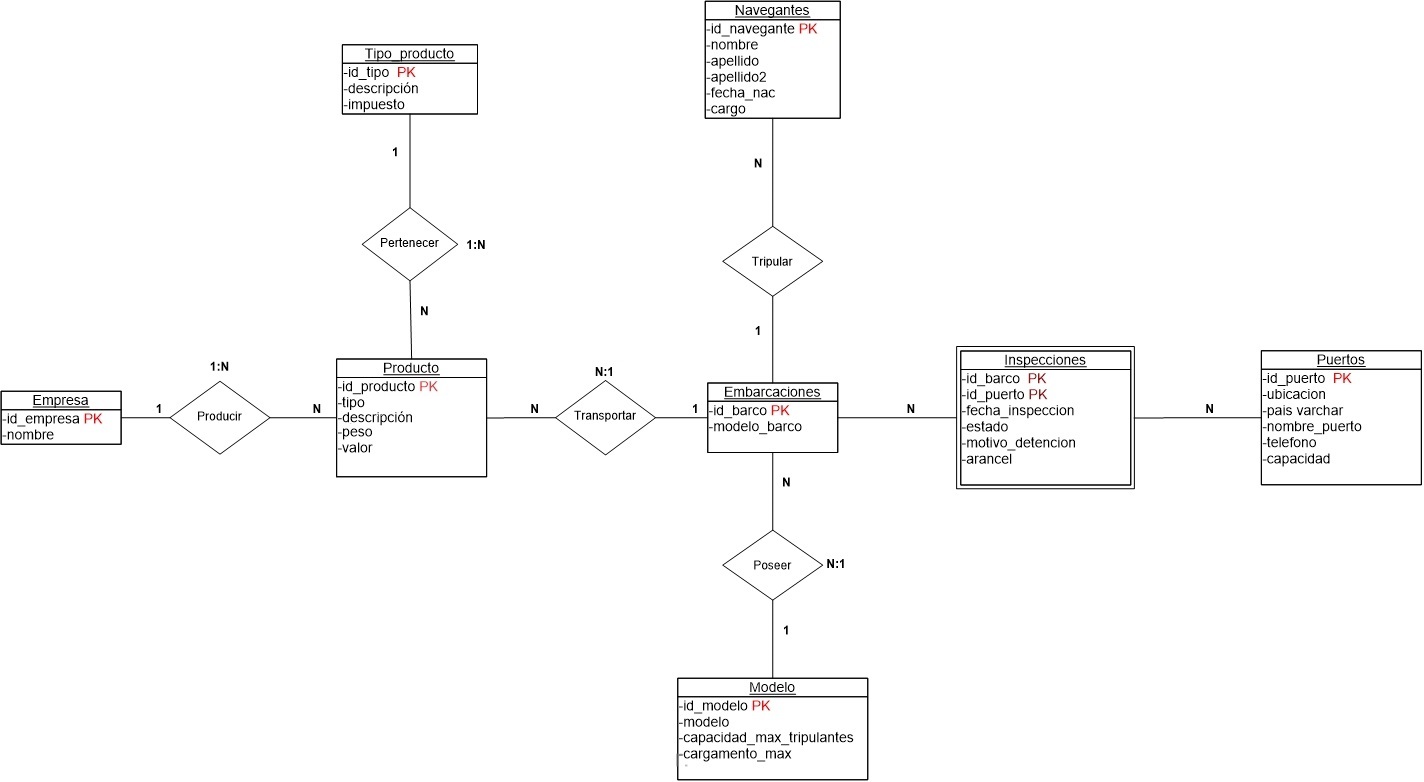 Navegantes
-id_navegante PK
-nombre
-apellido
-apellido2
-fecha_nac
-cargo
Tipo_producto
-id_tipo PK
-descripción
-impuesto
1
N
Pertenecer
1:N
Tripular
N
1
1:N
N:1
Producto
-id_producto PK
-tipo
-descripción
-peso
-valor
Empresa
-id_empresa PK
-nombre
1
Producir
N
N
Transportar
1
Embarcaciones
-id_barco PK
-modelo_barco
N
Inspecciones
-id_barco PK
-id_puerto PK
-fecha_inspeccion
-estado
-motivo_detencion
-arancel
N
Puertos
-id_puerto PK
-ubicacion
-pais varchar
-nombre_puerto
-telefono
-capacidad
N
Poseer
N:1
1
Modelo
-id_modelo PK
-modelo
-capacidad_max_tripulantes
-cargamento_max